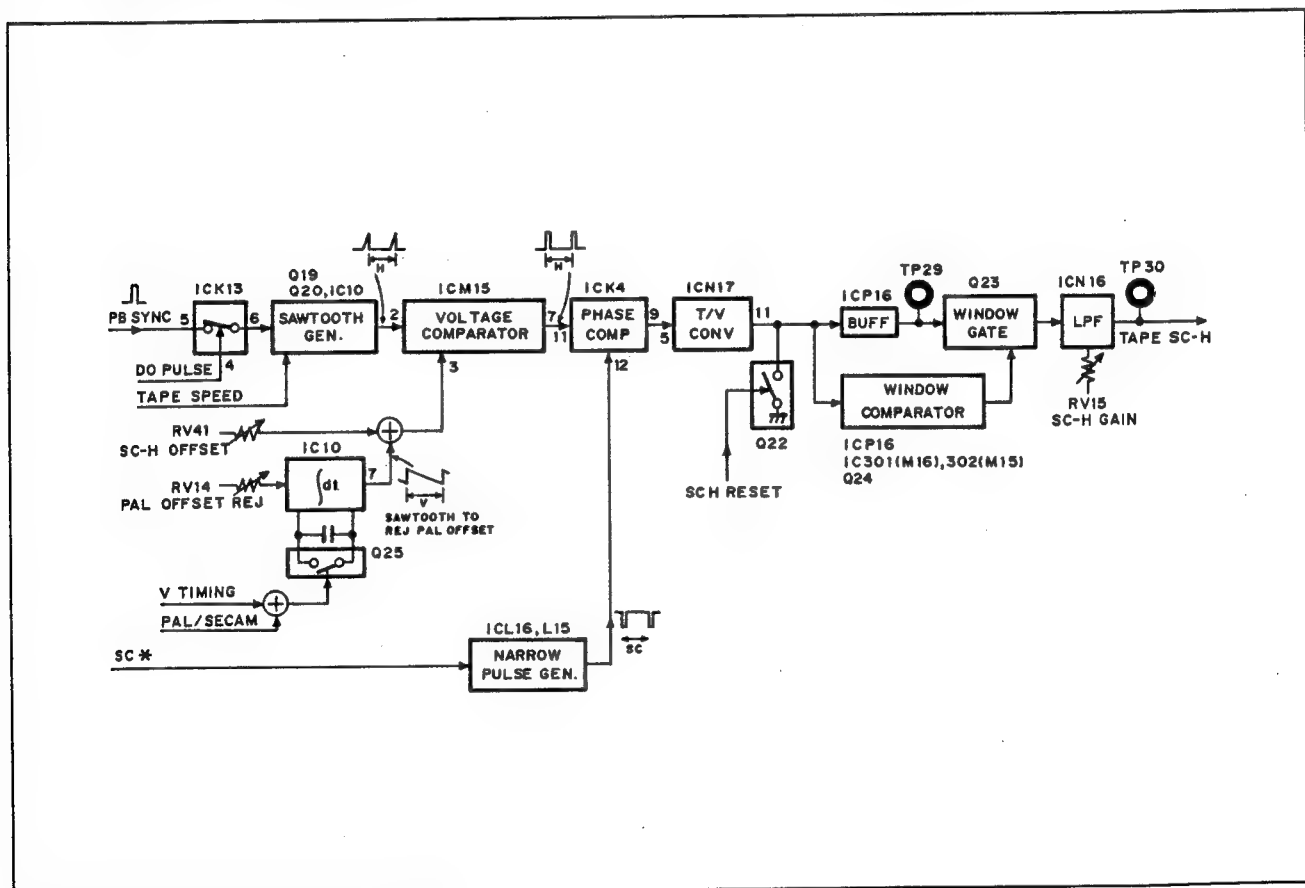 PB SYNC
5
ICK13
6
4
DO PULSE
TAPE SPEED
Q19
Q20, IC10
SAWTOOTH
GEN.
H
2
ICM15
VOLTAGE
COMPARATOR
3
7
11
H
ICK4
PHASE
COMP
12
9
5
ICN17
T/V
CONV
11
ICP16
BUFF
TP29
Q23
WINDOW
GATE
ICN16
LPF
TP30
TAPE SC-H
RV15
SC-H GAIN
WINDOW
COMPARATOR
ICP16
IC301(M16),302(M15)
Q24
Q22
SCH RESET
RV41
SC-H OFFSET
RV14
PAL OFFSET REJ
IC10
∫dt
7
V
SAWTOOTH TO
REJ PAL OFFSET
Q25
V TIMING
PAL/SECAM
SC *
ICL16, L15
NARROW
PULSE GEN.
SC